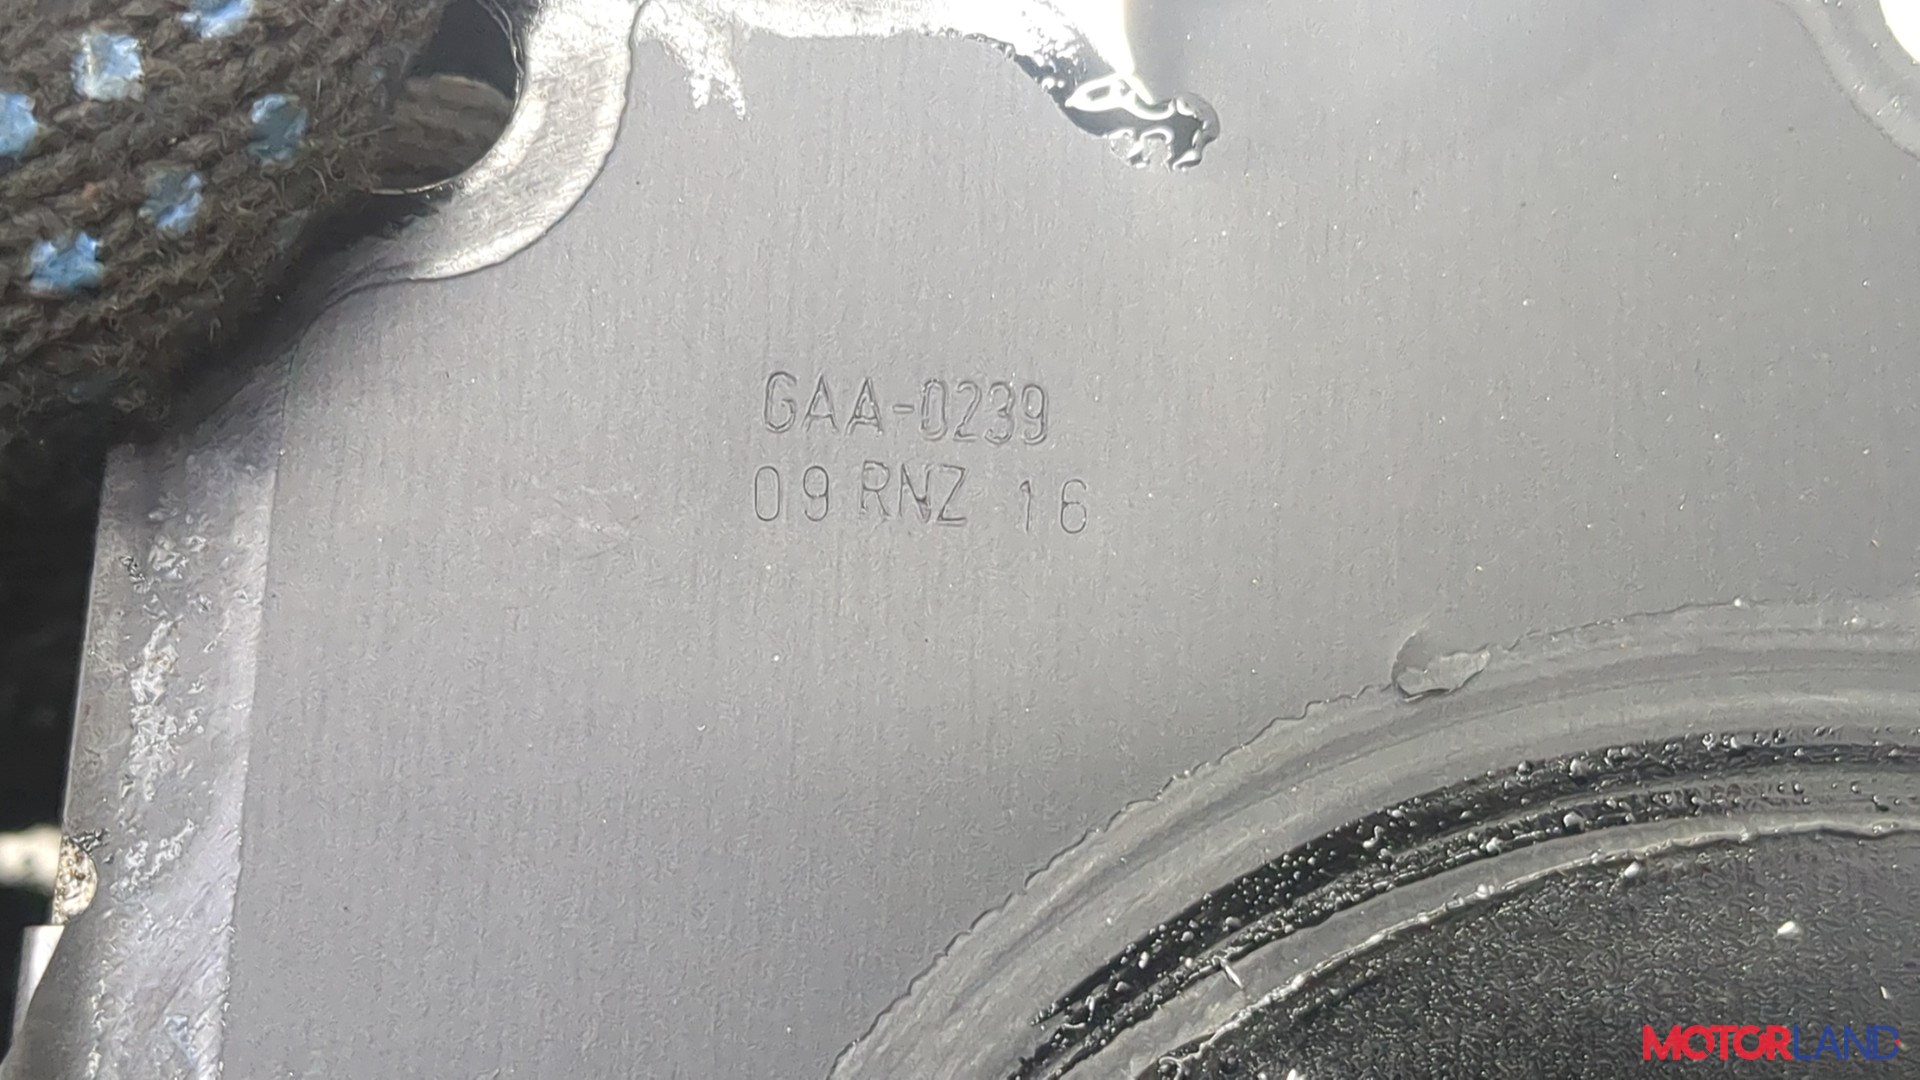 GAA-0239
09 RNZ 16
MOTORLAND